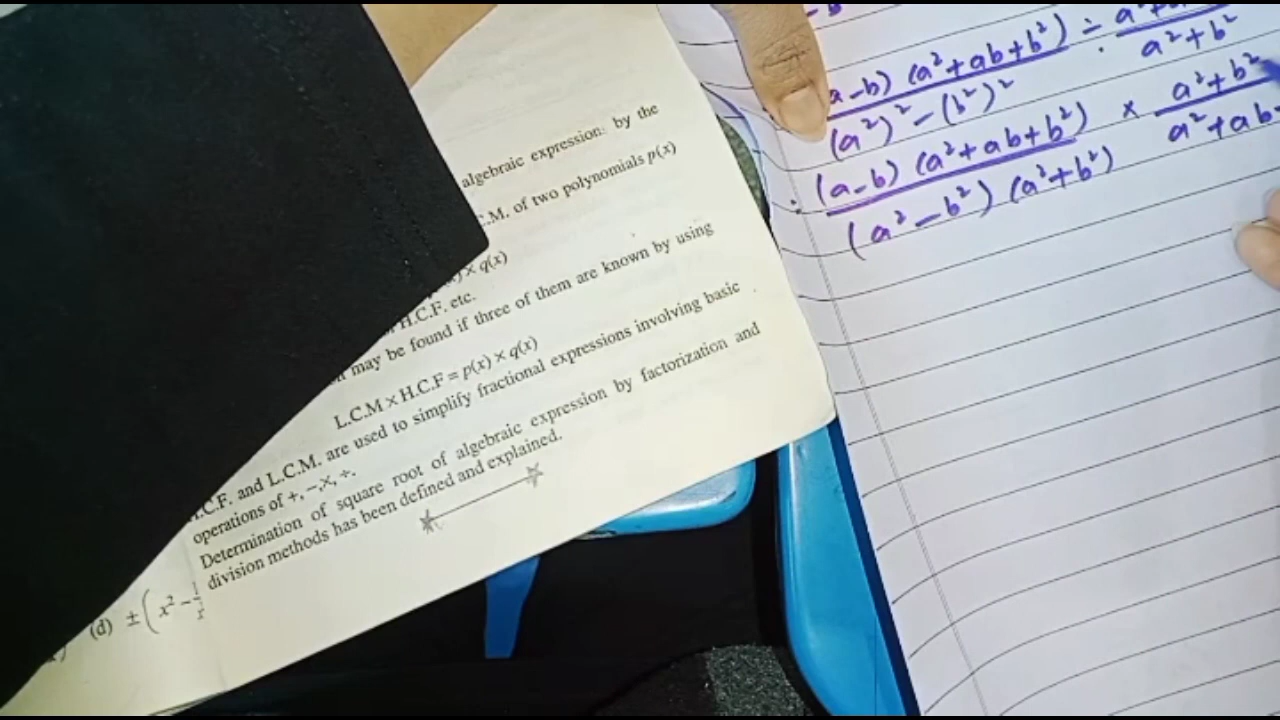 algebraic expression: by the
C.M. of two polynomials p(x)
× q(x)
H.C.F. etc.
may be found if three of them are known by using
L.C.M × H.C.F = p(x) × q(x)
H.C.F. and L.C.M. are used to simplify fractional expressions involving basic
operations of +, −, ×, ÷.
Determination of square root of algebraic expression by factorization and
division methods has been defined and explained.
(d) ±(x² −
a-b) (a²+ab+b²) ÷
(a²)² - (b²)²
a²+b²
(a-b) (a²+ab+b²) × a²+b²
(a²-b²) (a²+b²) a²+ab